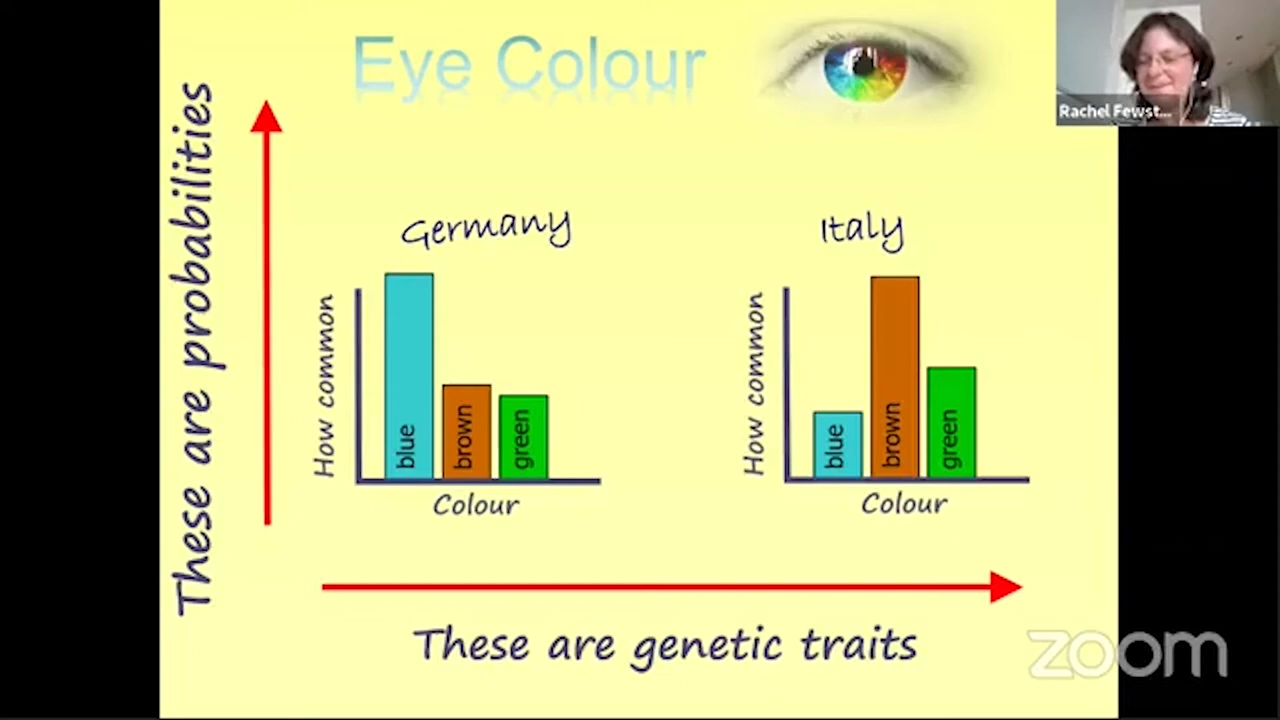 Eye Colour
Rachel Fewst...
These are probabilities
Germany
Italy
How common
blue
brown
green
Colour
How common
blue
brown
green
Colour
These are genetic traits
zoom